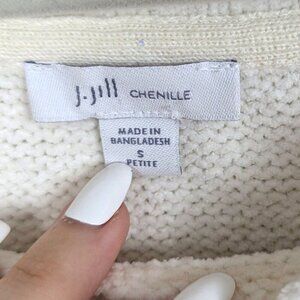 J.Jill CHENILLE
MADE IN
BANGLADESH
S
PETITE